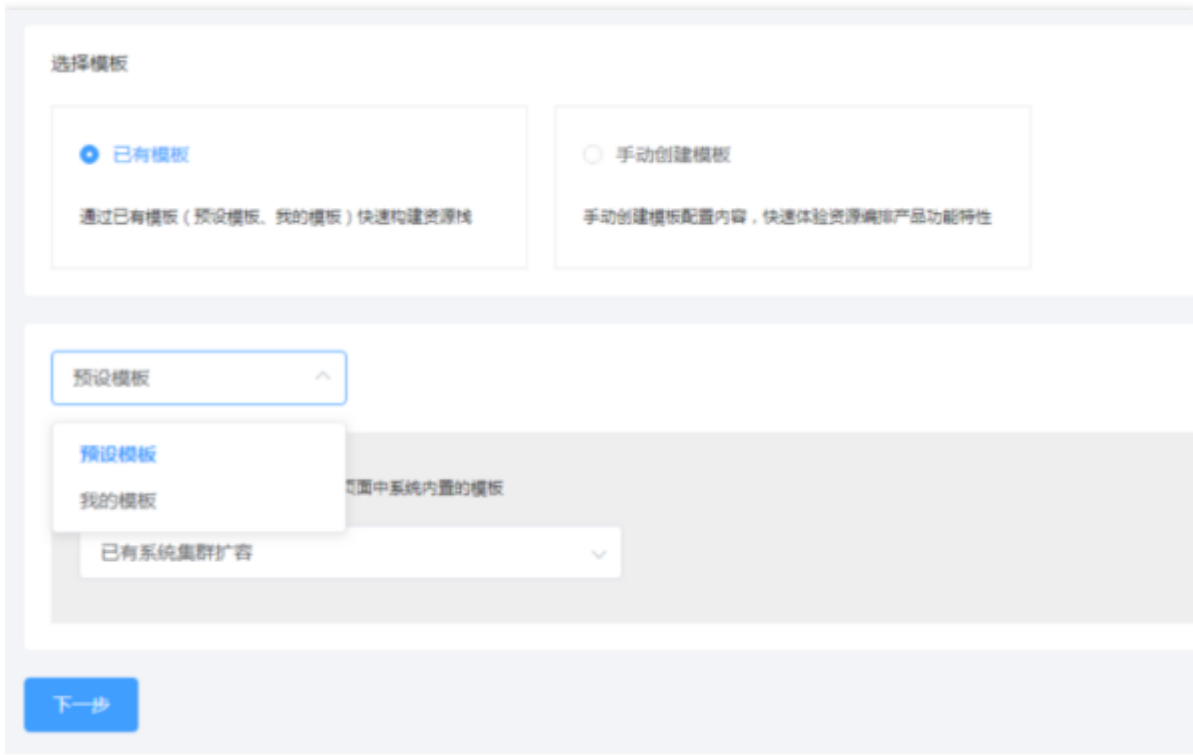 选择模板
已有模板
手动创建模板
通过已有模板（预设模板、我的模板）快速构建资源栈
手动创建模板配置内容，快速体验资源编排产品功能特性
预设模板
预设模板
页面中系统内置的模板
我的模板
已有系统集群扩容
下一步